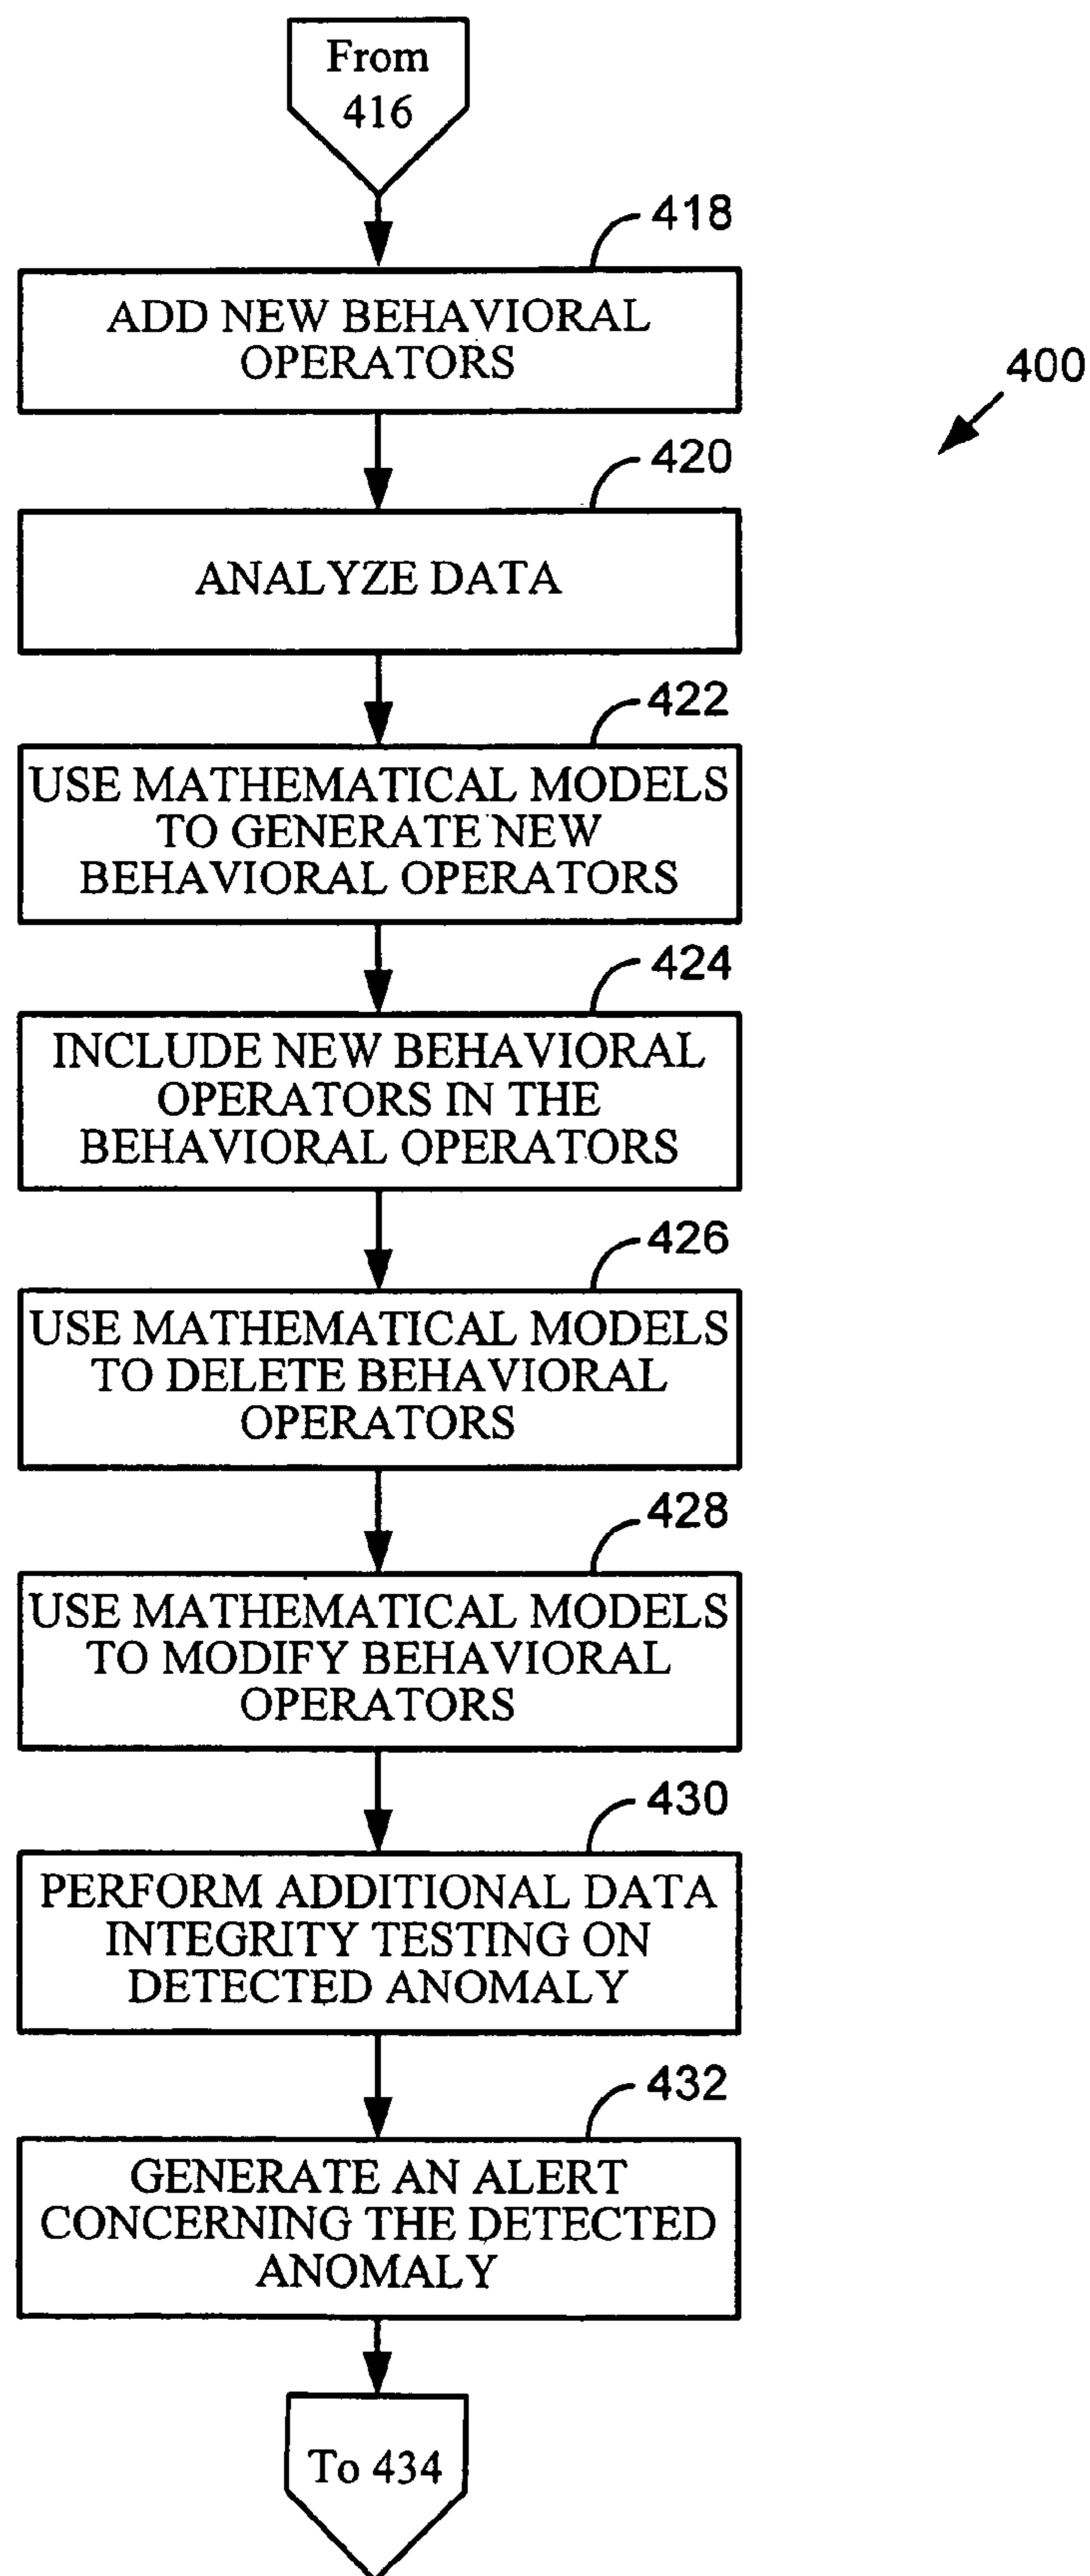 From
416
418
ADD NEW BEHAVIORAL
OPERATORS
400
420
ANALYZE DATA
422
USE MATHEMATICAL MODELS
TO GENERATE NEW
BEHAVIORAL OPERATORS
424
INCLUDE NEW BEHAVIORAL
OPERATORS IN THE
BEHAVIORAL OPERATORS
426
USE MATHEMATICAL MODELS
TO DELETE BEHAVIORAL
OPERATORS
428
USE MATHEMATICAL MODELS
TO MODIFY BEHAVIORAL
OPERATORS
430
PERFORM ADDITIONAL DATA
INTEGRITY TESTING ON
DETECTED ANOMALY
432
GENERATE AN ALERT
CONCERNING THE DETECTED
ANOMALY
To 434